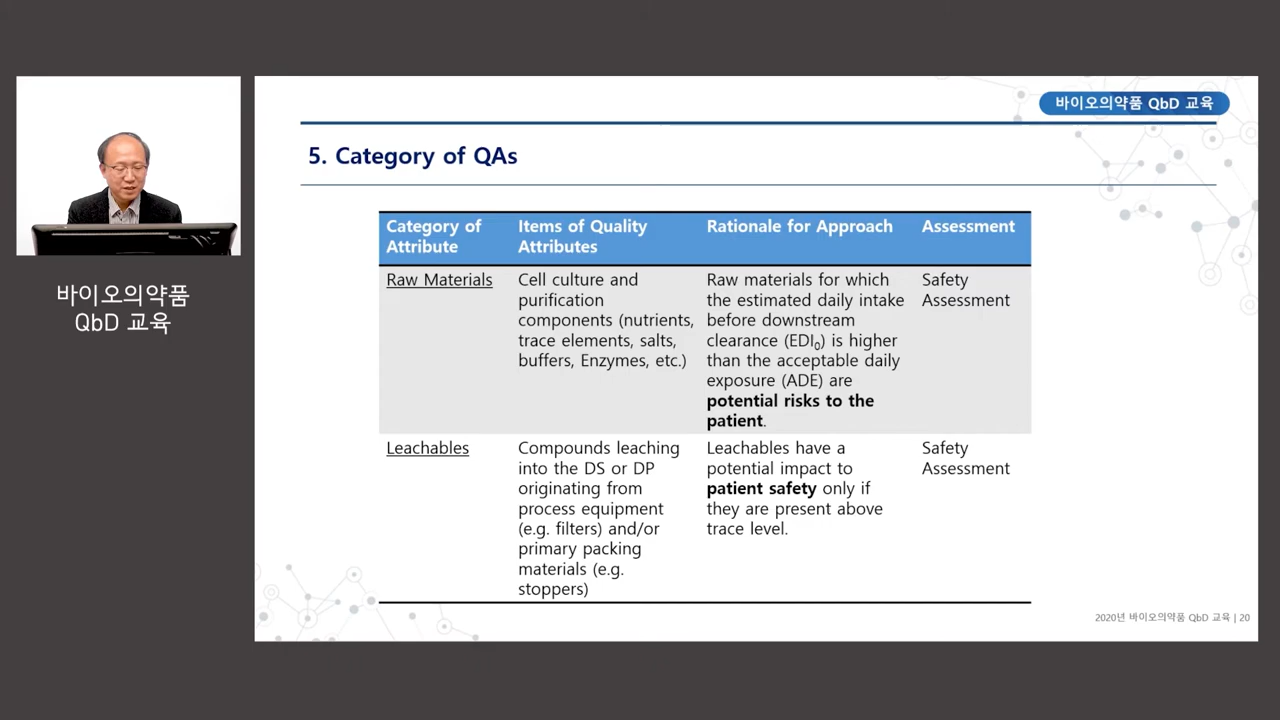 바이오의약품 QbD 교육
5. Category of QAs
바이오의약품
QbD 교육
Category of
Attribute
Items of Quality
Attributes
Rationale for Approach
Assessment
Raw Materials
Cell culture and
purification
components (nutrients,
trace elements, salts,
buffers, Enzymes, etc.)
Raw materials for which
the estimated daily intake
before downstream
clearance (EDI₀) is higher
than the acceptable daily
exposure (ADE) are
potential risks to the
patient.
Safety
Assessment
Leachables
Compounds leaching
into the DS or DP
originating from
process equipment
(e.g. filters) and/or
primary packing
materials (e.g.
stoppers)
Leachables have a
potential impact to
patient safety only if
they are present above
trace level.
Safety
Assessment
2020년 바이오의약품 QbD 교육 | 20